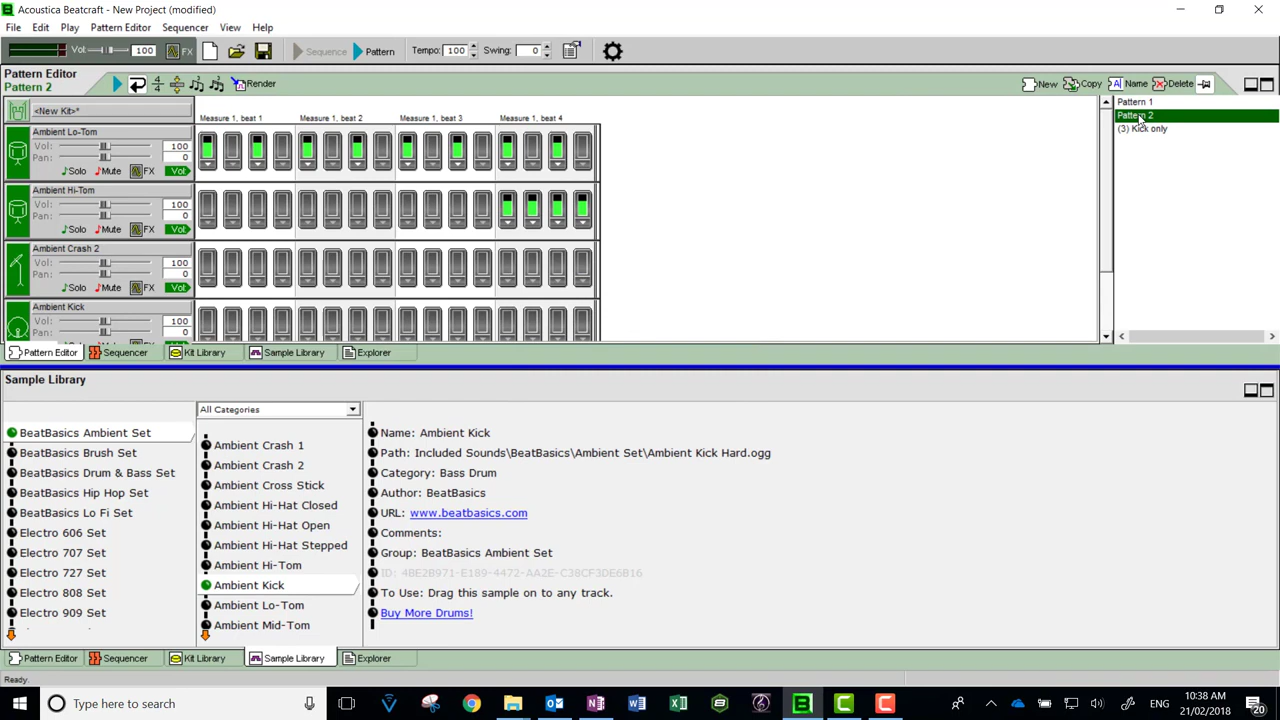 Acoustica Beatcraft - New Project (modified)
File Edit Play Pattern Editor Sequencer View Help
Vol: 100 FX Sequence Pattern Tempo: 100 Swing: 0
Pattern Editor
Pattern 2
Render
New Copy Name Delete
<New Kit>*
Measure 1, beat 1 Measure 1, beat 2 Measure 1, beat 3 Measure 1, beat 4
Pattern 1
Pattern 2
(3) Kick only
Ambient Lo-Tom
Vol: 100
Pan: 0
Solo Mute FX Vol
Ambient Hi-Tom
Vol: 100
Pan: 0
Solo Mute FX Vol
Ambient Crash 2
Vol: 100
Pan: 0
Solo Mute FX Vol
Ambient Kick
Vol: 100
Pan: 0
Pattern Editor Sequencer Kit Library Sample Library Explorer
Sample Library
All Categories
BeatBasics Ambient Set
BeatBasics Brush Set
BeatBasics Drum & Bass Set
BeatBasics Hip Hop Set
BeatBasics Lo Fi Set
Electro 606 Set
Electro 707 Set
Electro 727 Set
Electro 808 Set
Electro 909 Set
Ambient Crash 1
Ambient Crash 2
Ambient Cross Stick
Ambient Hi-Hat Closed
Ambient Hi-Hat Open
Ambient Hi-Hat Stepped
Ambient Hi-Tom
Ambient Kick
Ambient Lo-Tom
Ambient Mid-Tom
Name: Ambient Kick
Path: Included Sounds\BeatBasics\Ambient Set\Ambient Kick Hard.ogg
Category: Bass Drum
Author: BeatBasics
URL: www.beatbasics.com
Comments:
Group: BeatBasics Ambient Set
ID: 4BE2B971-E189-4472-AA2E-C38CF3DE6B16
To Use: Drag this sample on to any track.
Buy More Drums!
Pattern Editor Sequencer Kit Library Sample Library Explorer
Ready.
Type here to search
ENG
10:38 AM
21/02/2018
20